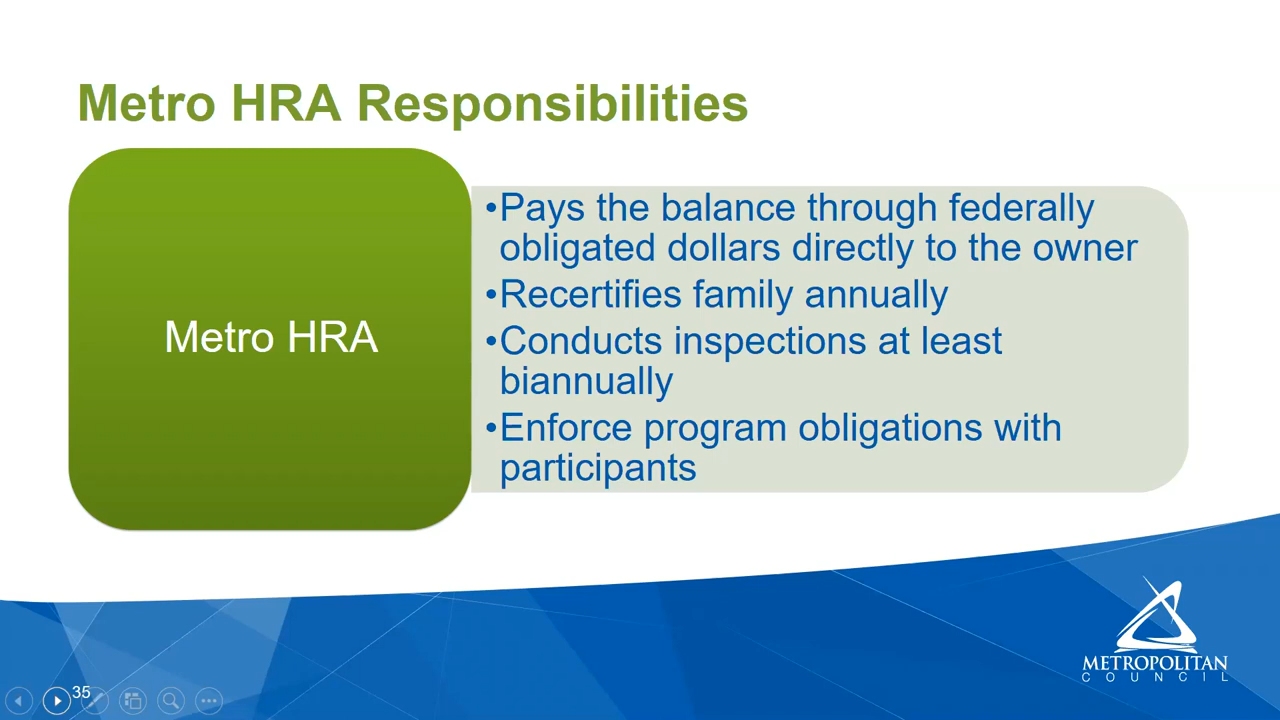 Metro HRA Responsibilities
Metro HRA
•Pays the balance through federally
obligated dollars directly to the owner
•Recertifies family annually
•Conducts inspections at least
biannually
•Enforce program obligations with
participants
35
METROPOLITAN
COUNCIL